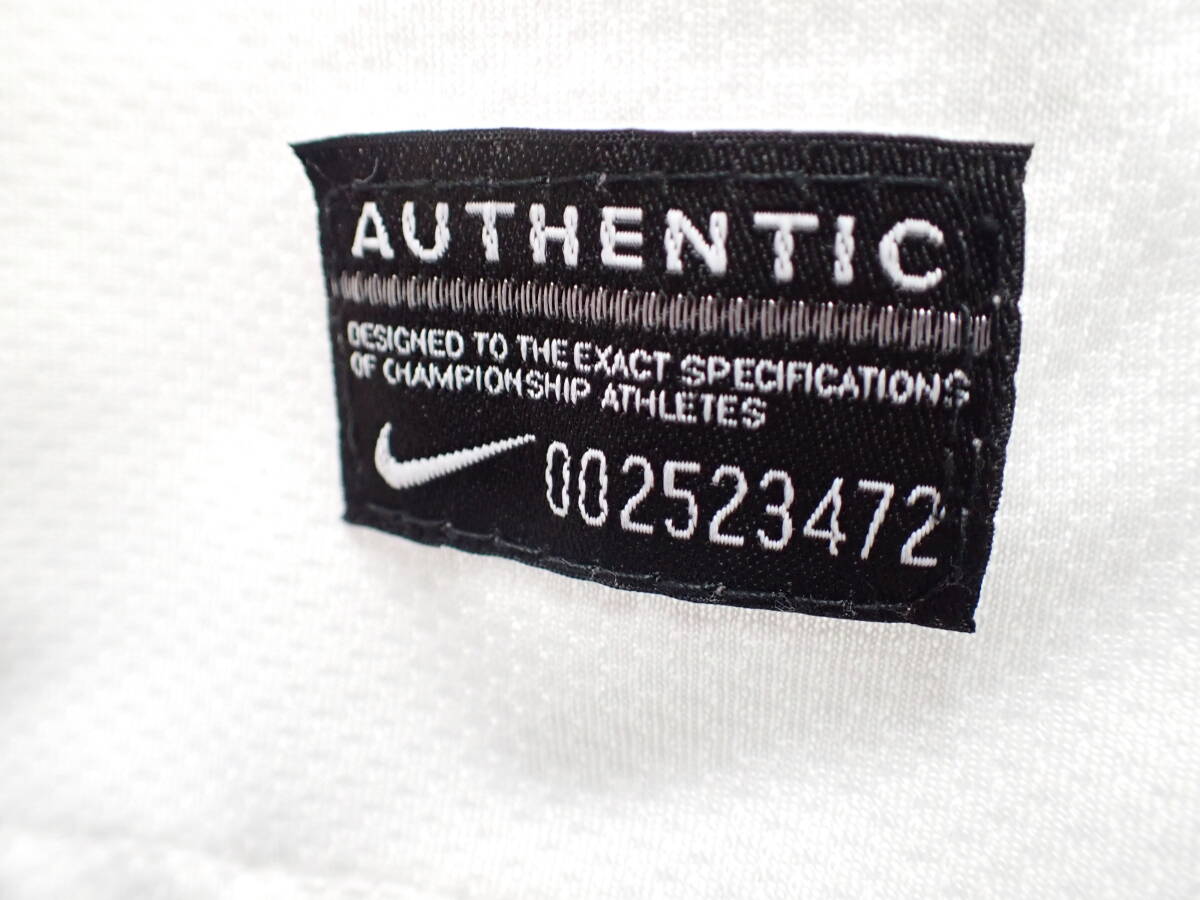 AUTHENTIC
DESIGNED TO THE EXACT SPECIFICATIONS
OF CHAMPIONSHIP ATHLETES
002523472